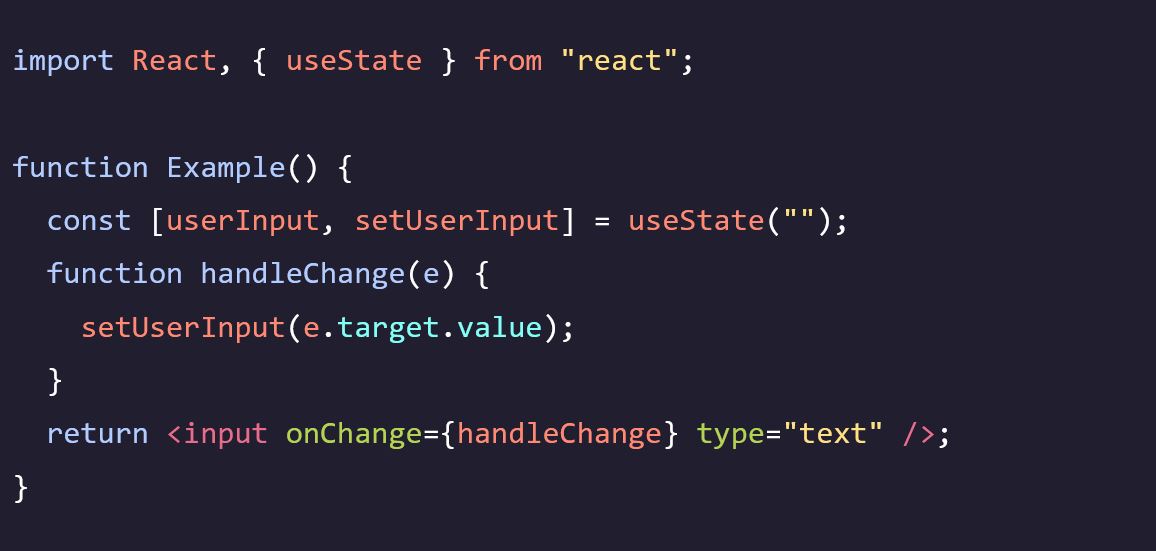 import React, { useState } from "react";
function Example() {
  const [userInput, setUserInput] = useState("");
  function handleChange(e) {
    setUserInput(e.target.value);
  }
  return <input onChange={handleChange} type="text" />;
}